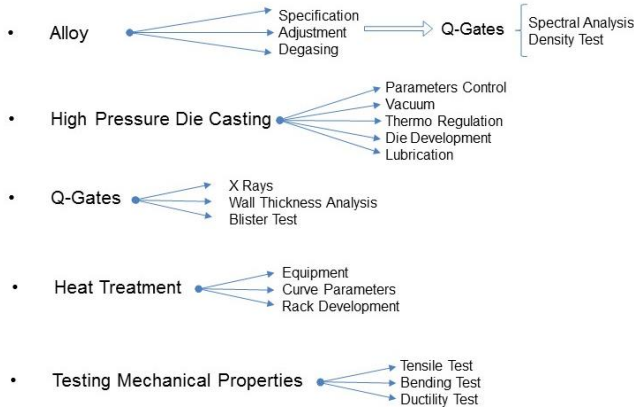 • Alloy
Specification
Adjustment
Degasing
Q-Gates
Spectral Analysis
Density Test
• High Pressure Die Casting
Parameters Control
Vacuum
Thermo Regulation
Die Development
Lubrication
• Q-Gates
X Rays
Wall Thickness Analysis
Blister Test
• Heat Treatment
Equipment
Curve Parameters
Rack Development
• Testing Mechanical Properties
Tensile Test
Bending Test
Ductility Test